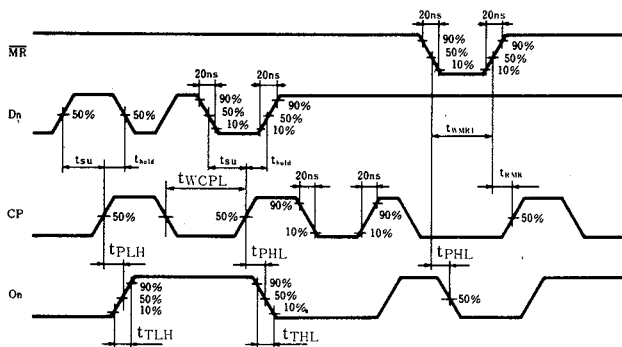 20ns 20ns
MR 90% 90%
50% 50%
10% 10%
20ns 20ns
Dn 50% 50% 90% 90%
50% 50%
10% 10%
tWMRI
tsu thold tsu thold
tWCPL 20ns 20ns tRMR
CP 50% 50% 90% 90% 50%
10% 10%
tPLH tPHL tPHL
On 90% 90%
50% 50% 50%
10% 10%
tTLH tTHL